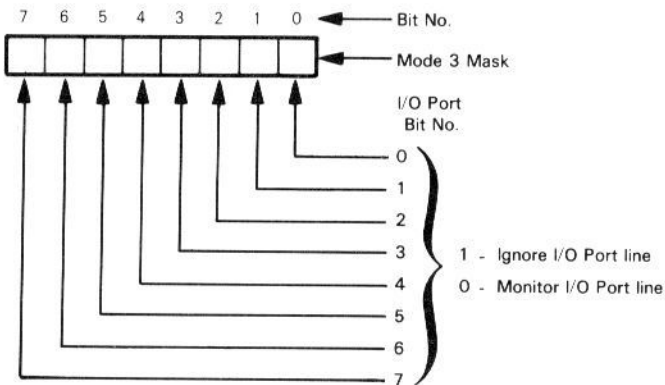 7 6 5 4 3 2 1 0 Bit No.
Mode 3 Mask
I/O Port
Bit No.
0
1
2
3 1 - Ignore I/O Port line
4 0 - Monitor I/O Port line
5
6
7